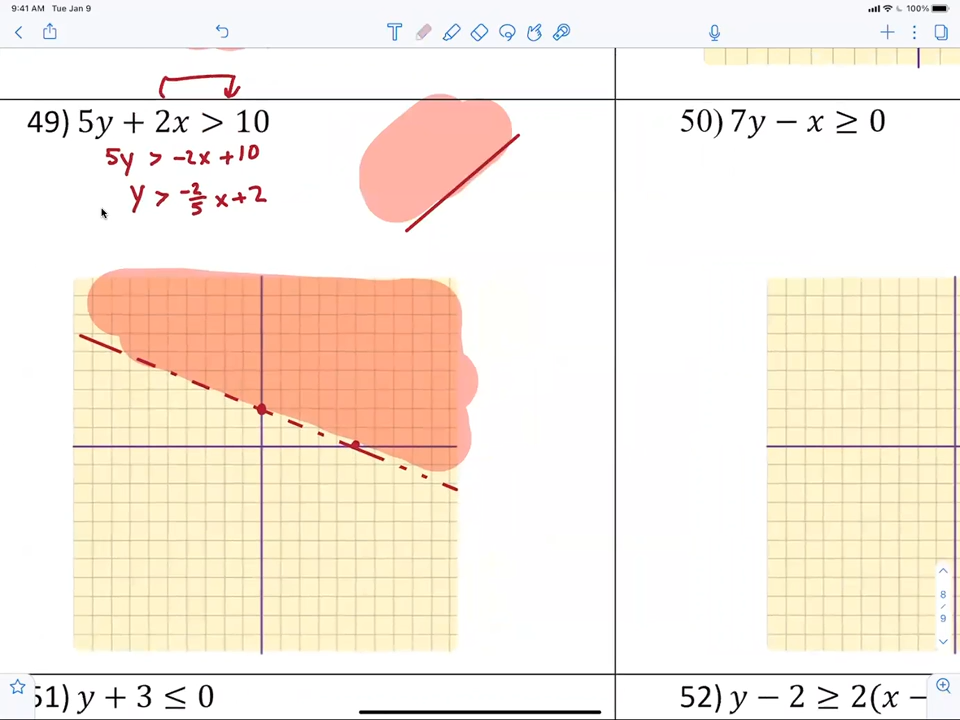 9:41 AM Tue Jan 9
100%
49) 5y + 2x > 10
5y > -2x +10
y > -2/5 x+2
50) 7y − x ≥ 0
8
/
9
51) y + 3 ≤ 0
52) y − 2 ≥ 2(x −